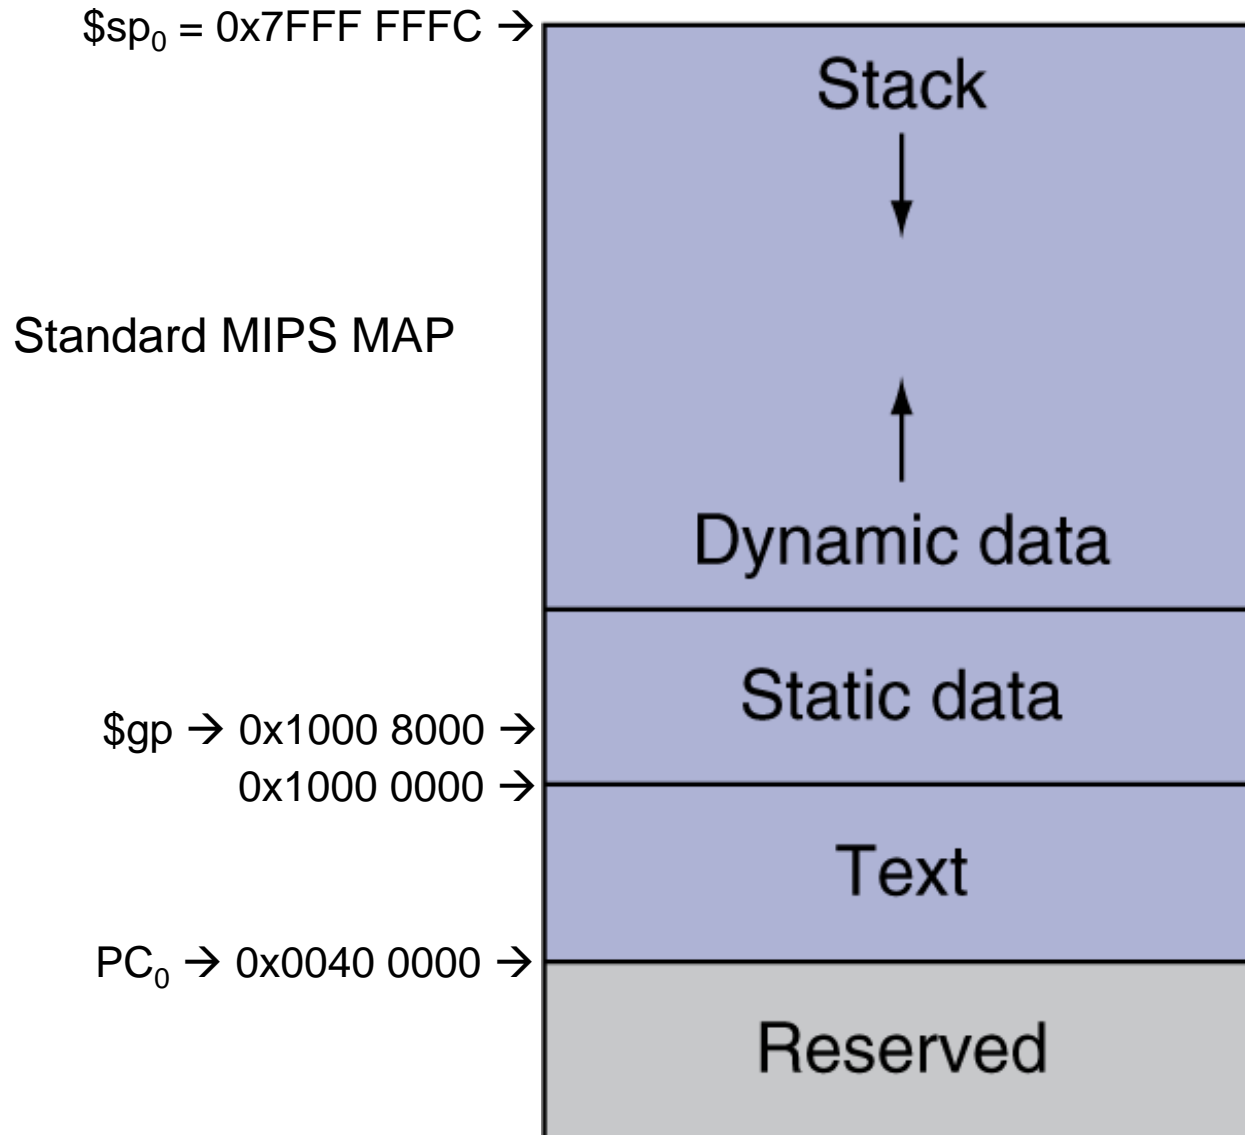 $sp₀ = 0x7FFF FFFC →
Stack
Standard MIPS MAP
Dynamic data
Static data
$gp → 0x1000 8000 →
0x1000 0000 →
Text
PC₀ → 0x0040 0000 →
Reserved